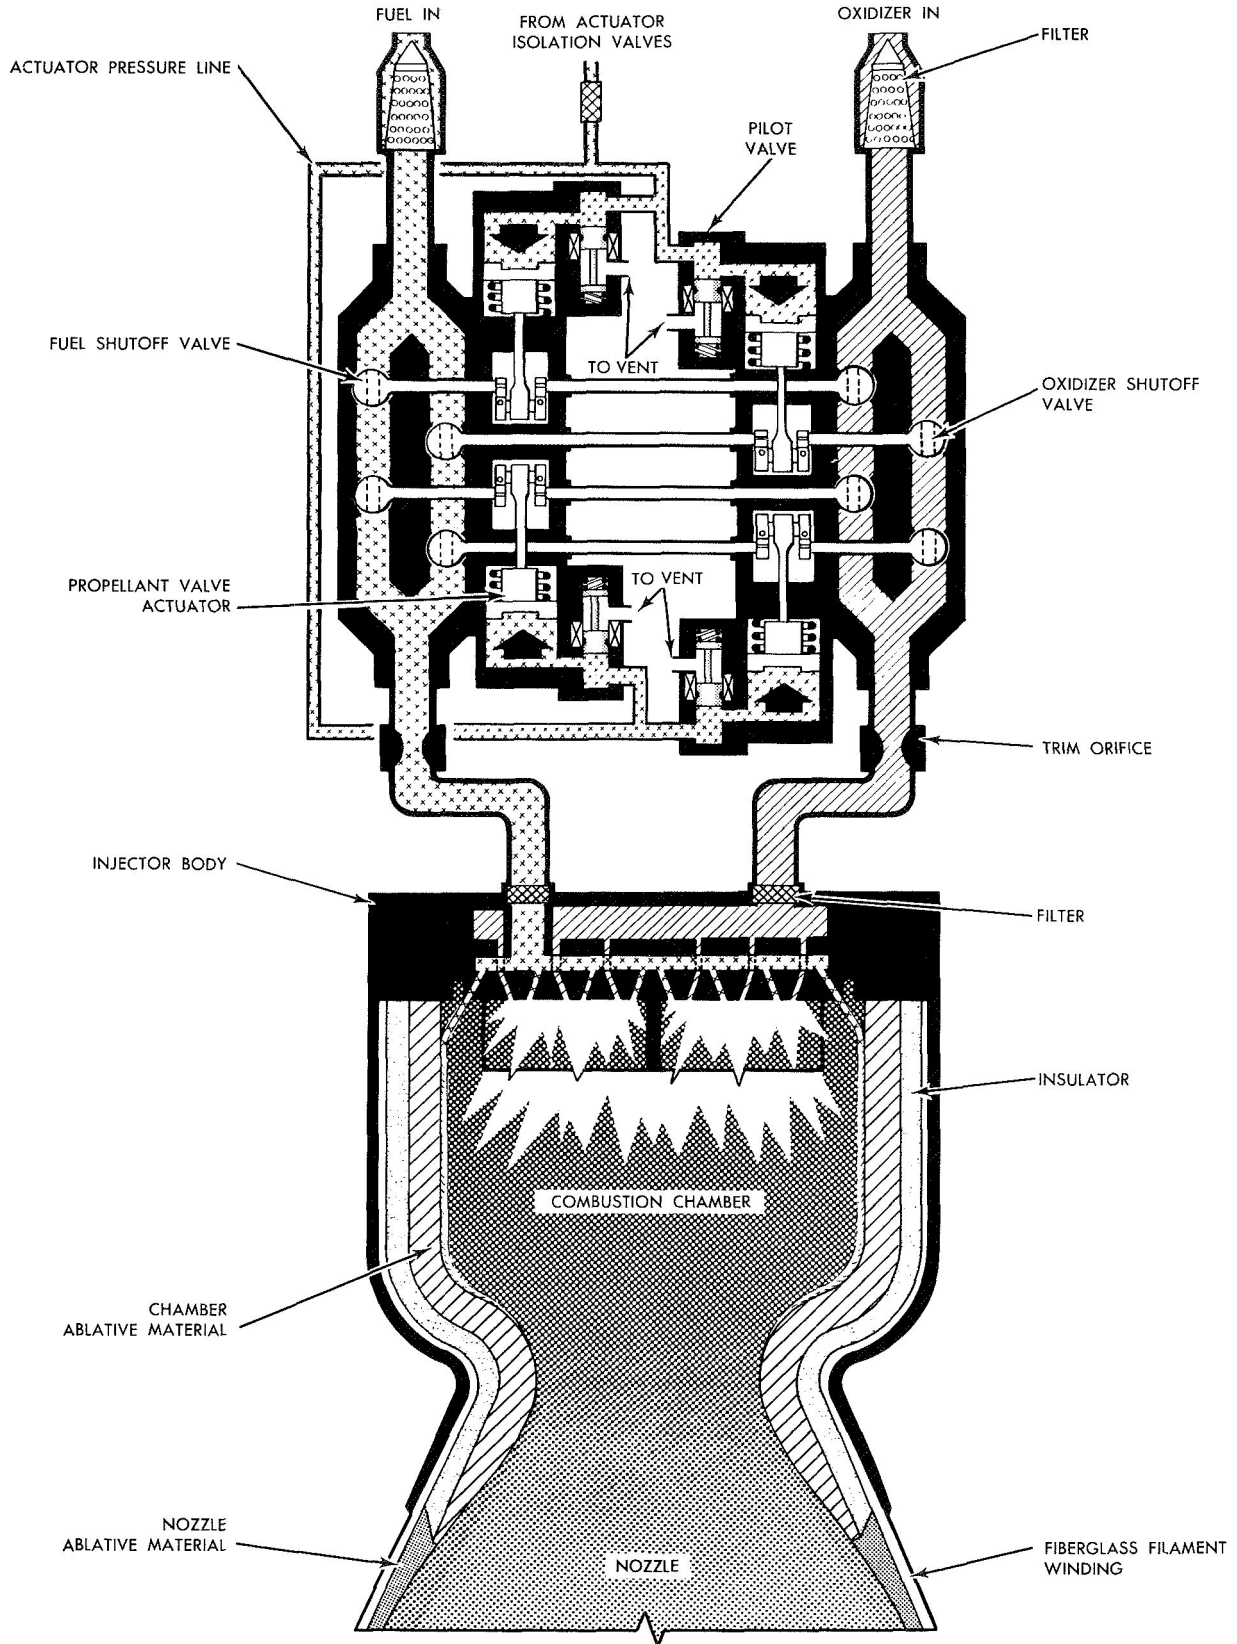 FUEL IN
FROM ACTUATOR
ISOLATION VALVES
OXIDIZER IN
FILTER
ACTUATOR PRESSURE LINE
PILOT
VALVE
FUEL SHUTOFF VALVE
TO VENT
OXIDIZER SHUTOFF
VALVE
PROPELLANT VALVE
ACTUATOR
TO VENT
TRIM ORIFICE
INJECTOR BODY
FILTER
INSULATOR
COMBUSTION CHAMBER
CHAMBER
ABLATIVE MATERIAL
NOZZLE
ABLATIVE MATERIAL
NOZZLE
FIBERGLASS FILAMENT
WINDING